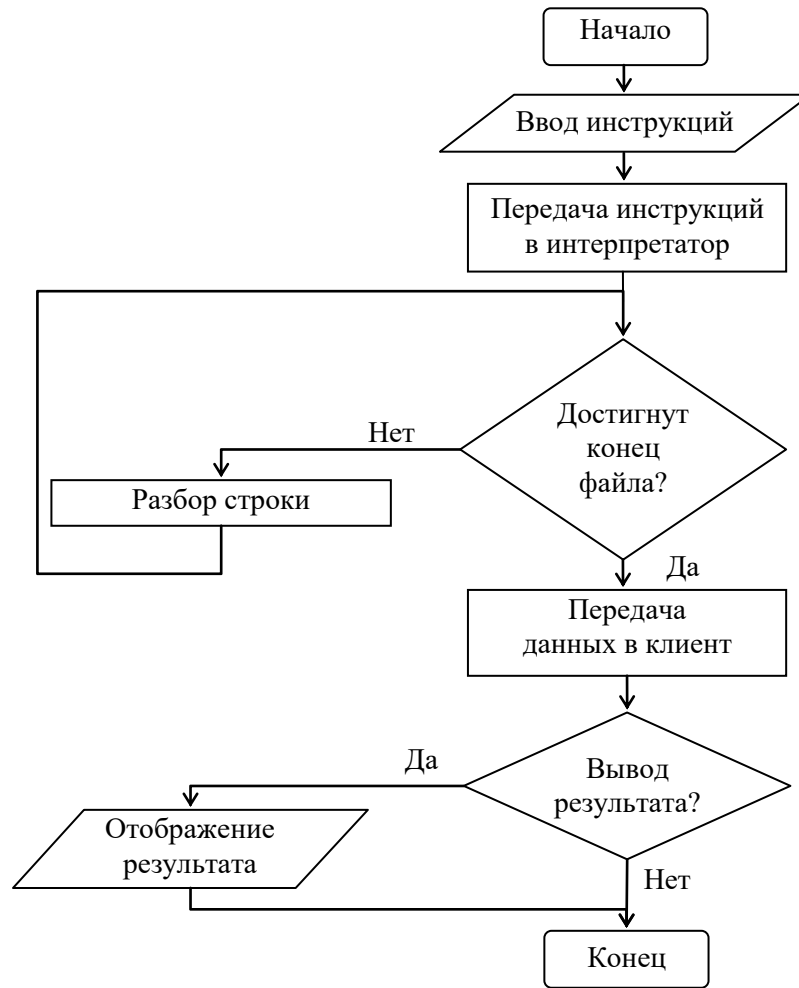 Начало
Ввод инструкций
Передача инструкций
в интерпретатор
Достигнут
конец
файла?
Нет
Разбор строки
Да
Передача
данных в клиент
Да
Вывод
результата?
Отображение
результата
Нет
Конец